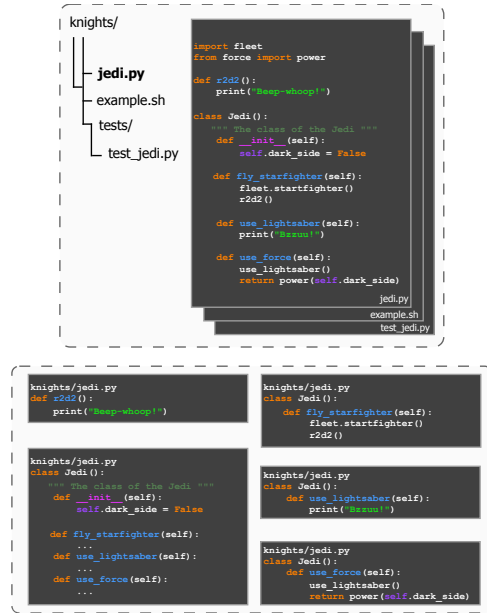 knights/
jedi.py
example.sh
tests/
test_jedi.py
import fleet
from force import power
def r2d2():
print("Beep-whoop!")
class Jedi():
""" The class of the Jedi """
def __init__(self):
self.dark_side = False
def fly_starfighter(self):
fleet.startfighter()
r2d2()
def use_lightsaber(self):
print("Bzzuu!")
def use_force(self):
use_lightsaber()
return power(self.dark_side)
jedi.py
example.sh
test_jedi.py
knights/jedi.py
def r2d2():
print("Beep-whoop!")
knights/jedi.py
class Jedi():
""" The class of the Jedi """
def __init__(self):
self.dark_side = False
def fly_starfighter(self):
...
def use_lightsaber(self):
...
def use_force(self):
...
knights/jedi.py
class Jedi():
def fly_starfighter(self):
fleet.startfighter()
r2d2()
knights/jedi.py
class Jedi():
def use_lightsaber(self):
print("Bzzuu!")
knights/jedi.py
class Jedi():
def use_force(self):
use_lightsaber()
return power(self.dark_side)